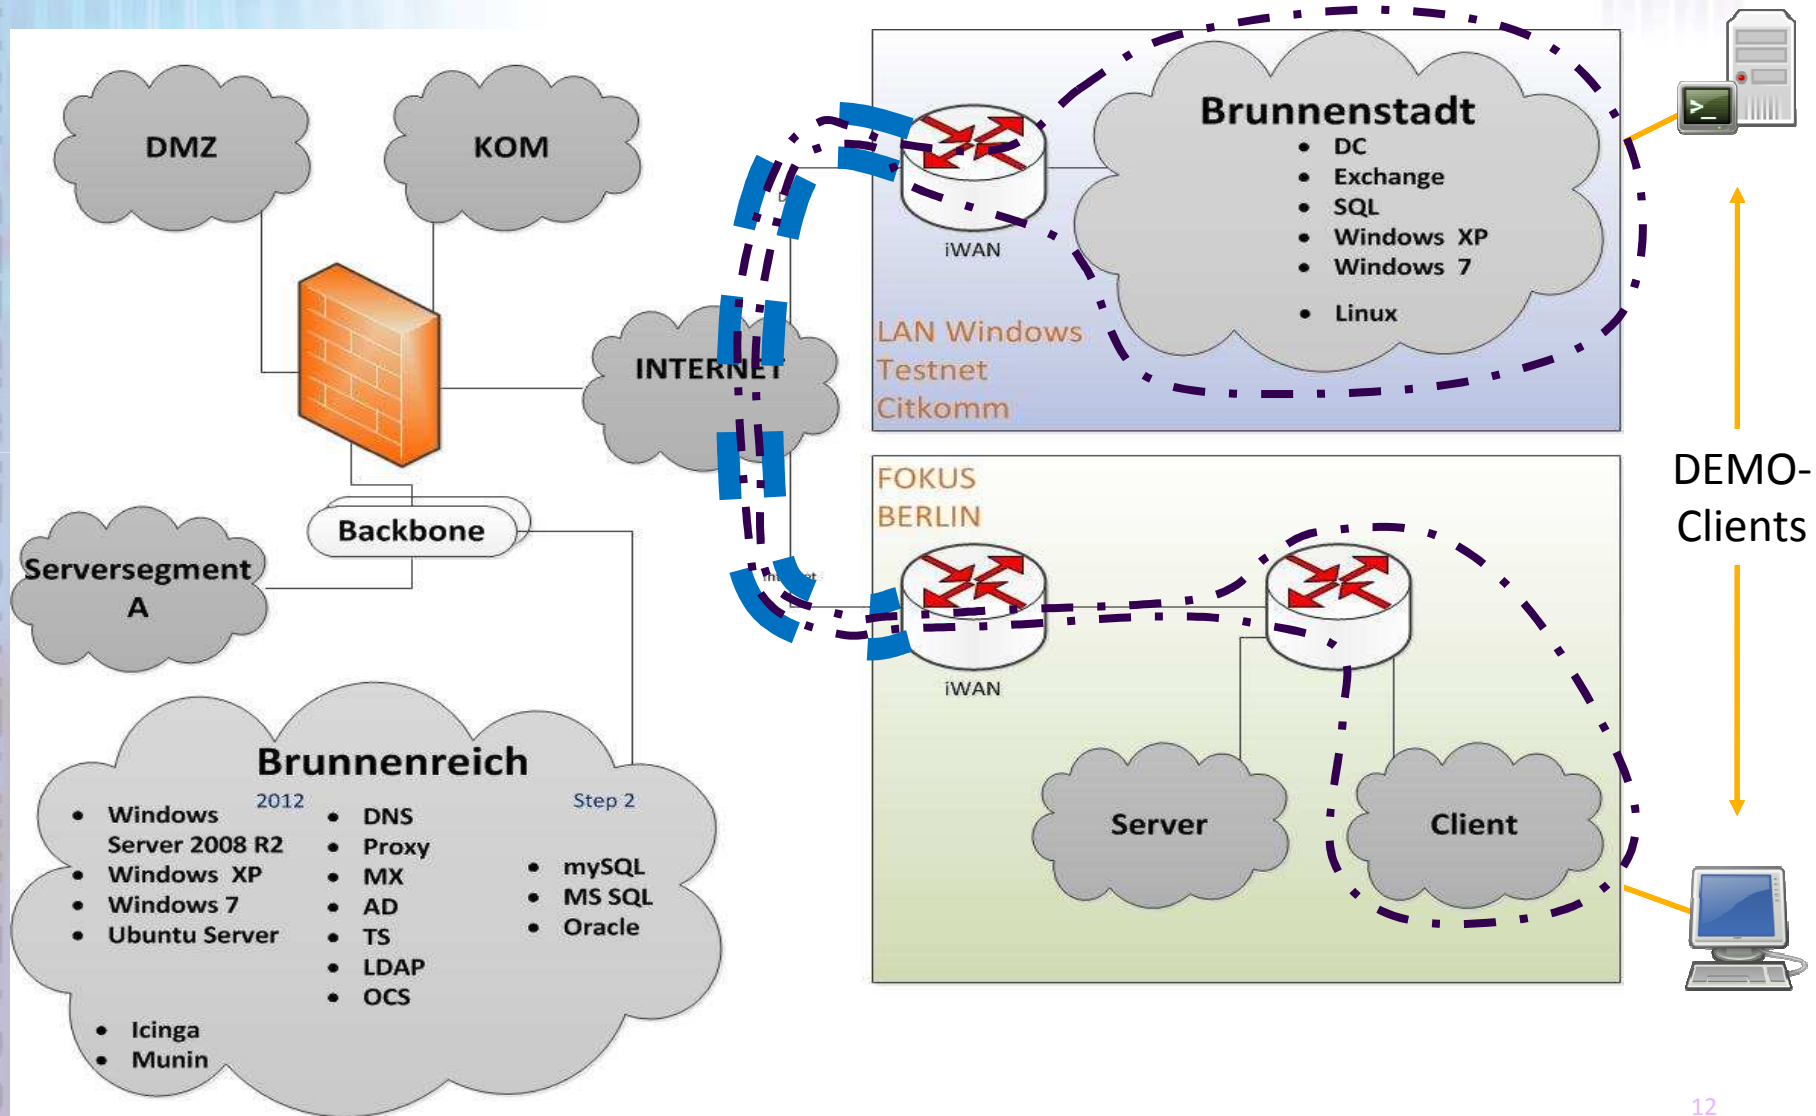 DMZ
KOM
Brunnenstadt
• DC
• Exchange
• SQL
• Windows XP
• Windows 7
• Linux
iWAN
LAN Windows
Testnet
Citkomm
INTERNET
DEMO-
Clients
FOKUS
BERLIN
Backbone
Serversegment
A
iWAN
Server
Client
Brunnenreich
2012
Step 2
• Windows
Server 2008 R2
• Windows XP
• Windows 7
• Ubuntu Server
• Icinga
• Munin
• DNS
• Proxy
• MX
• AD
• TS
• LDAP
• OCS
• mySQL
• MS SQL
• Oracle
>_
12